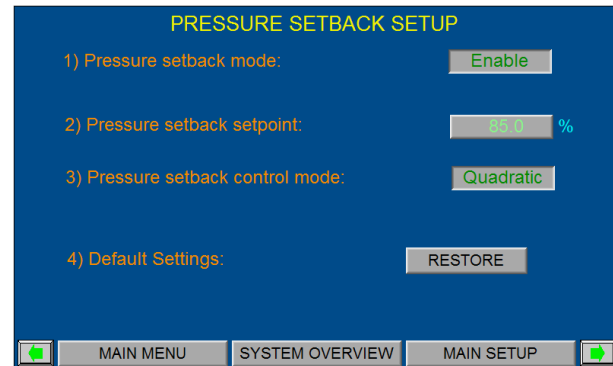 PRESSURE SETBACK SETUP
1) Pressure setback mode: Enable
2) Pressure setback setpoint: 85.0 %
3) Pressure setback control mode: Quadratic
4) Default Settings: RESTORE
MAIN MENU SYSTEM OVERVIEW MAIN SETUP